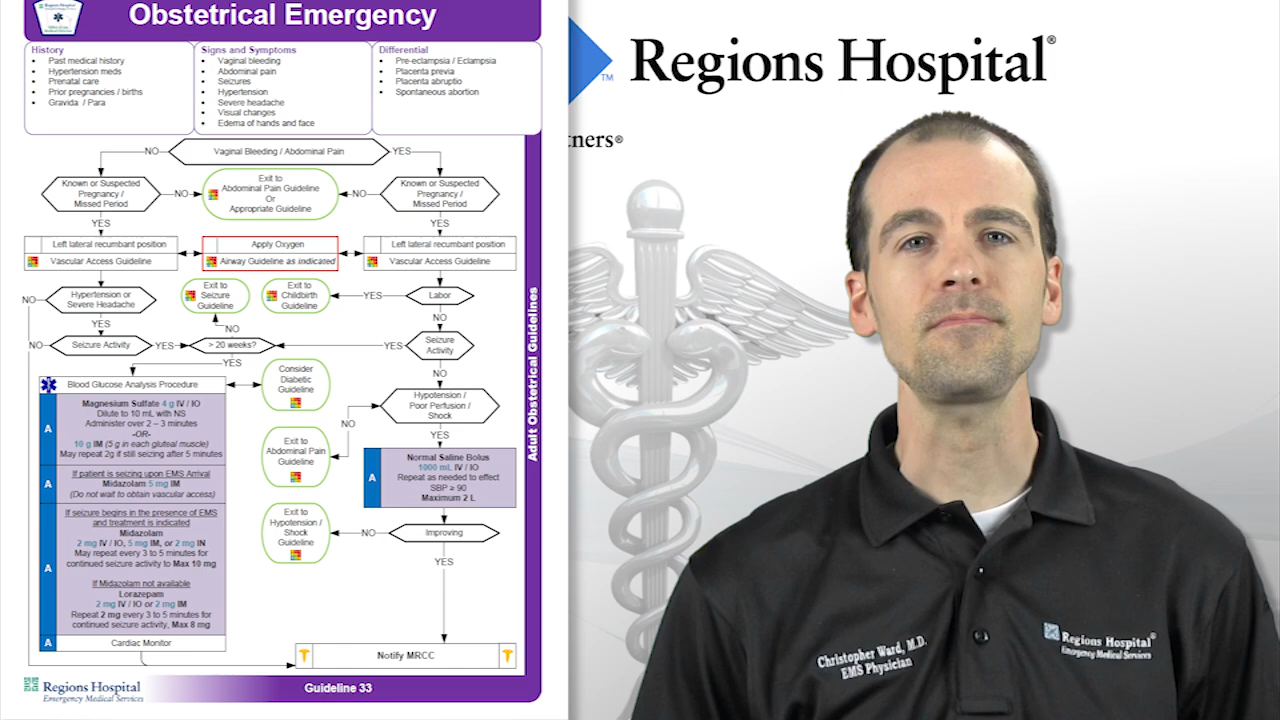 Regions Hospital
Obstetrical Emergency
History
• Past medical history
• Hypertension meds
• Prenatal care
• Prior pregnancies / births
• Gravida / Para
Signs and Symptoms
• Vaginal bleeding
• Abdominal pain
• Seizures
• Hypertension
• Severe headache
• Visual changes
• Edema of hands and face
Differential
• Pre-eclampsia / Eclampsia
• Placenta previa
• Placenta abruptio
• Spontaneous abortion
NO
Vaginal Bleeding / Abdominal Pain
YES
Known or Suspected
Pregnancy /
Missed Period
NO
Exit to
Abdominal Pain Guideline
Or
Appropriate Guideline
NO
Known or Suspected
Pregnancy /
Missed Period
YES
YES
Left lateral recumbant position
Vascular Access Guideline
Apply Oxygen
Airway Guideline as indicated
Left lateral recumbant position
Vascular Access Guideline
NO
Hypertension or
Severe Headache
Exit to
Seizure
Guideline
Exit to
Childbirth
Guideline
YES
Labor
YES
NO
NO
NO
Seizure Activity
YES
> 20 weeks?
YES
Seizure
Activity
YES
NO
Blood Glucose Analysis Procedure
Consider
Diabetic
Guideline
A
Magnesium Sulfate 4 g IV / IO
Dilute to 10 mL with NS
Administer over 2 – 3 minutes
-OR-
10 g IM (5 g in each gluteal muscle)
May repeat 2g if still seizing after 5 minutes
A
If patient is seizing upon EMS Arrival
Midazolam 5 mg IM
(Do not wait to obtain vascular access)
A
If seizure begins in the presence of EMS
and treatment is indicated
Midazolam
2 mg IV / IO, 5 mg IM, or 2 mg IN
May repeat every 3 to 5 minutes for
continued seizure activity to Max 10 mg
If Midazolam not available
Lorazepam
2 mg IV / IO or 2 mg IM
Repeat 2 mg every 3 to 5 minutes for
continued seizure activity, Max 8 mg
A
Cardiac Monitor
Hypotension /
Poor Perfusion /
Shock
NO
YES
Exit to
Abdominal Pain
Guideline
A
Normal Saline Bolus
1000 mL IV / IO
Repeat as needed to effect
SBP ≥ 90
Maximum 2 L
Exit to
Hypotension /
Shock
Guideline
NO
Improving
YES
Notify MRCC
Adult Obstetrical Guidelines
Regions Hospital
Emergency Medical Services
Guideline 33
TM
Regions Hospital®
tners®
Christopher Ward, M.D.
EMS Physician
Regions Hospital®
Emergency Medical Services